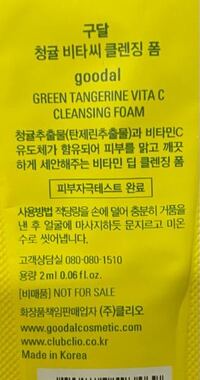 구달
청귤 비타씨 클렌징 폼
goodal
GREEN TANGERINE VITA C
CLEANSING FOAM
청귤추출물(탄제린추출물)과 비타민C
유도체가 함유되어 피부를 맑고 깨끗
하게 세안해주는 비타민 딥 클렌징 폼
피부자극테스트 완료
사용방법 적당량을 손에 덜어 충분히 거품을
낸 후 얼굴에 마사지하듯 문지르고 미온
수로 씻어냅니다.
고객상담실 080-080-1510
용량 2ml 0.06fl.oz.
[비매품] NOT FOR SALE
화장품책임판매업자 (주)클리오
www.goodalcosmetic.com
www.clubclio.co.kr
Made in Korea